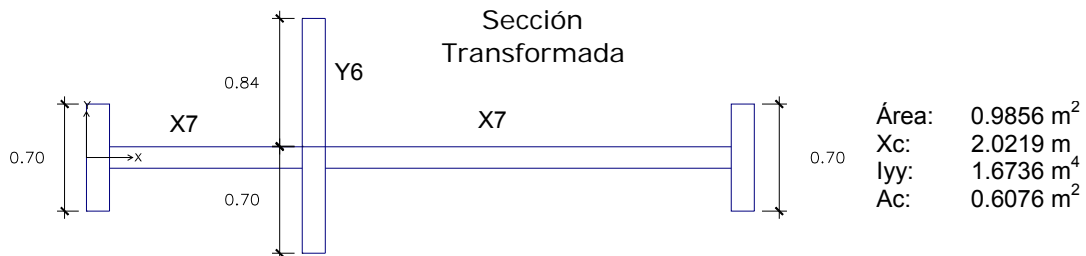 Sección
Transformada
0.84
Y6
0.70
Y
X
X7
X7
0.70
0.70
Área: 0.9856 m²
Xc: 2.0219 m
Iyy: 1.6736 m⁴
Ac: 0.6076 m²